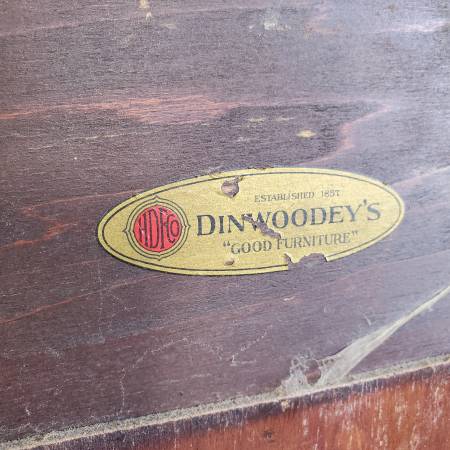 ESTABLISHED 1857
HDFCO
DINWOODEY'S
"GOOD FURNITURE"